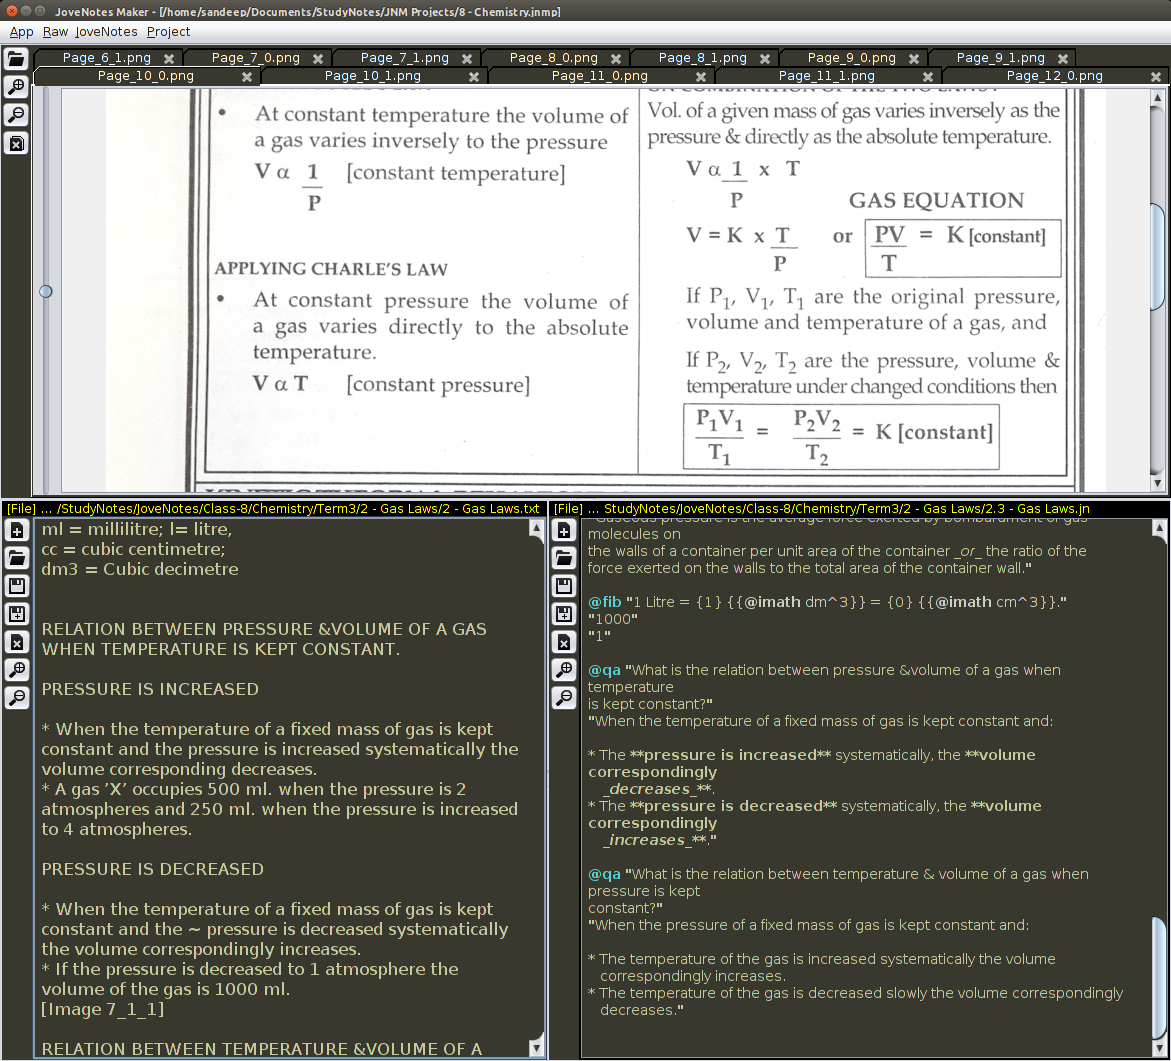 JoveNotes Maker - [/home/sandeep/Documents/StudyNotes/JNM Projects/8 - Chemistry.jnmp]
App Raw JoveNotes Project
Page_6_1.png Page_7_0.png Page_7_1.png Page_8_0.png Page_8_1.png Page_9_0.png Page_9_1.png
Page_10_0.png Page_10_1.png Page_11_0.png Page_11_1.png Page_12_0.png
• At constant temperature the volume of
a gas varies inversely to the pressure
V α 1 [constant temperature]
P
APPLYING CHARLE'S LAW
• At constant pressure the volume of
a gas varies directly to the absolute
temperature.
V α T [constant pressure]
ON COMBINATION OF THE TWO LAWS :
Vol. of a given mass of gas varies inversely as the
pressure & directly as the absolute temperature.
V α 1 x T
P
GAS EQUATION
V = K x T or PV = K [constant]
P T
If P1, V1, T1 are the original pressure,
volume and temperature of a gas, and
If P2, V2, T2 are the pressure, volume &
temperature under changed conditions then
P1V1 = P2V2 = K [constant]
T1 T2
[File] ... /StudyNotes/JoveNotes/Class-8/Chemistry/Term3/2 - Gas Laws/2 - Gas Laws.txt
ml = millilitre; l= litre,
cc = cubic centimetre;
dm3 = Cubic decimetre
RELATION BETWEEN PRESSURE &VOLUME OF A GAS
WHEN TEMPERATURE IS KEPT CONSTANT.
PRESSURE IS INCREASED
* When the temperature of a fixed mass of gas is kept
constant and the pressure is increased systematically the
volume corresponding decreases.
* A gas ’X’ occupies 500 ml. when the pressure is 2
atmospheres and 250 ml. when the pressure is increased
to 4 atmospheres.
PRESSURE IS DECREASED
* When the temperature of a fixed mass of gas is kept
constant and the ~ pressure is decreased systematically
the volume correspondingly increases.
* If the pressure is decreased to 1 atmosphere the
volume of the gas is 1000 ml.
[Image 7_1_1]
RELATION BETWEEN TEMPERATURE &VOLUME OF A
[File] ... StudyNotes/JoveNotes/Class-8/Chemistry/Term3/2 - Gas Laws/2.3 - Gas Laws.jn
"Gaseous pressure is the average force exerted by bombardment of gas
molecules on
the walls of a container per unit area of the container _or_ the ratio of the
force exerted on the walls to the total area of the container wall."
@fib "1 Litre = {1} {{@imath dm^3}} = {0} {{@imath cm^3}}."
"1000"
"1"
@qa "What is the relation between pressure &volume of a gas when
temperature
is kept constant?"
"When the temperature of a fixed mass of gas is kept constant and:
* The **pressure is increased** systematically, the **volume
correspondingly
_decreases_**.
* The **pressure is decreased** systematically, the **volume
correspondingly
_increases_**."
@qa "What is the relation between temperature & volume of a gas when
pressure is kept
constant?"
"When the pressure of a fixed mass of gas is kept constant and:
* The temperature of the gas is increased systematically the volume
correspondingly increases.
* The temperature of the gas is decreased slowly the volume correspondingly
decreases."